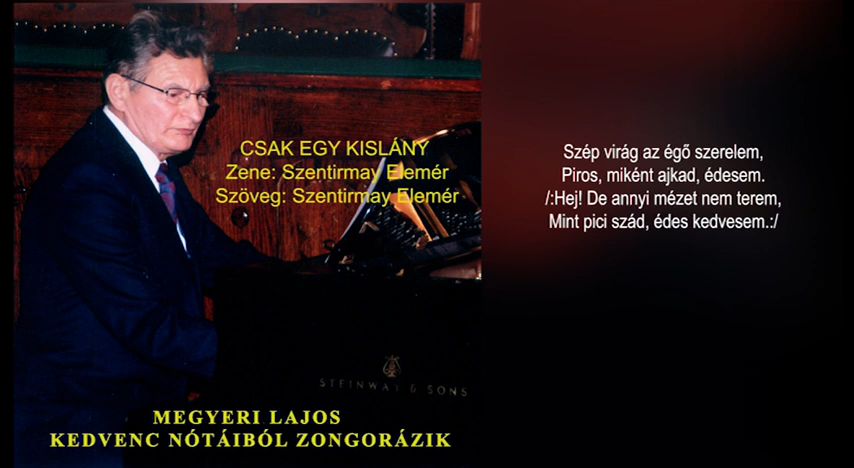 CSAK EGY KISLÁNY
Zene: Szentirmay Elemér
Szöveg: Szentirmay Elemér
Szép virág az égő szerelem,
Piros, miként ajkad, édesem.
/:Hej! De annyi mézet nem terem,
Mint pici szád, édes kedvesem.:/
STEINWAY & SONS
MEGYERI LAJOS
KEDVENC NÓTÁIBÓL ZONGORÁZIK